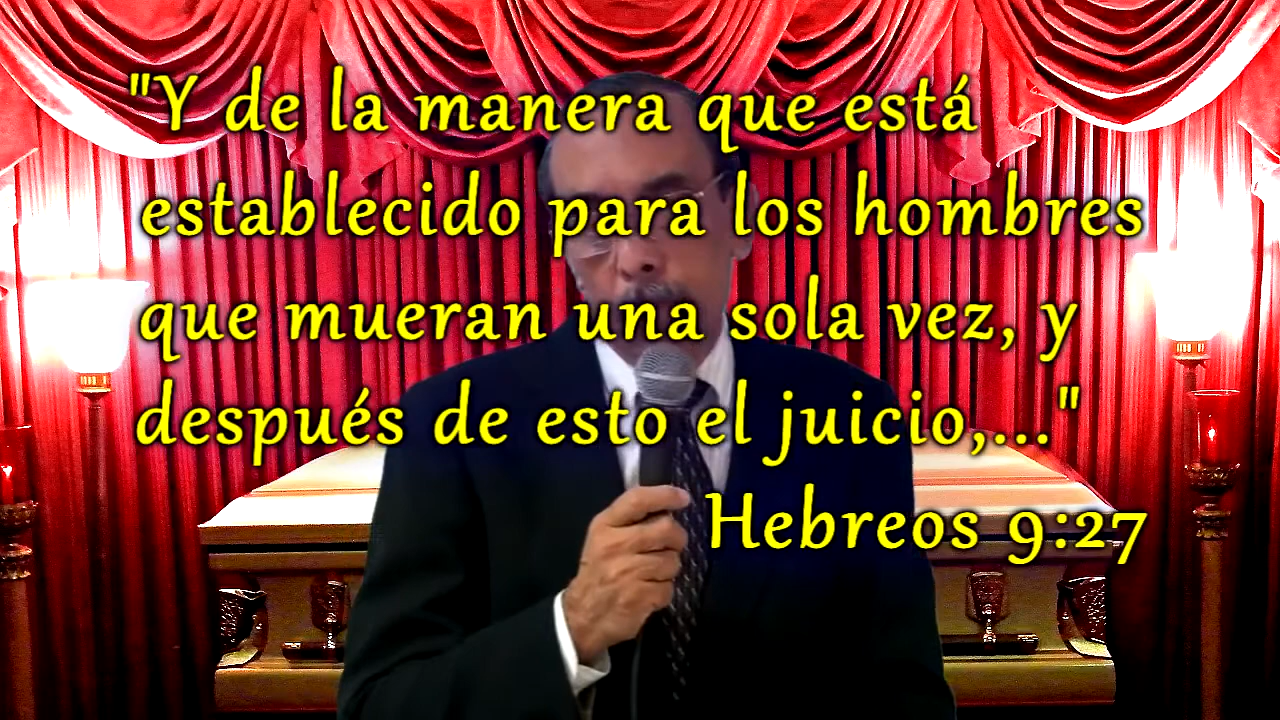 "Y de la manera que está
establecido para los hombres
que mueran una sola vez, y
después de esto el juicio,..."
Hebreos 9:27